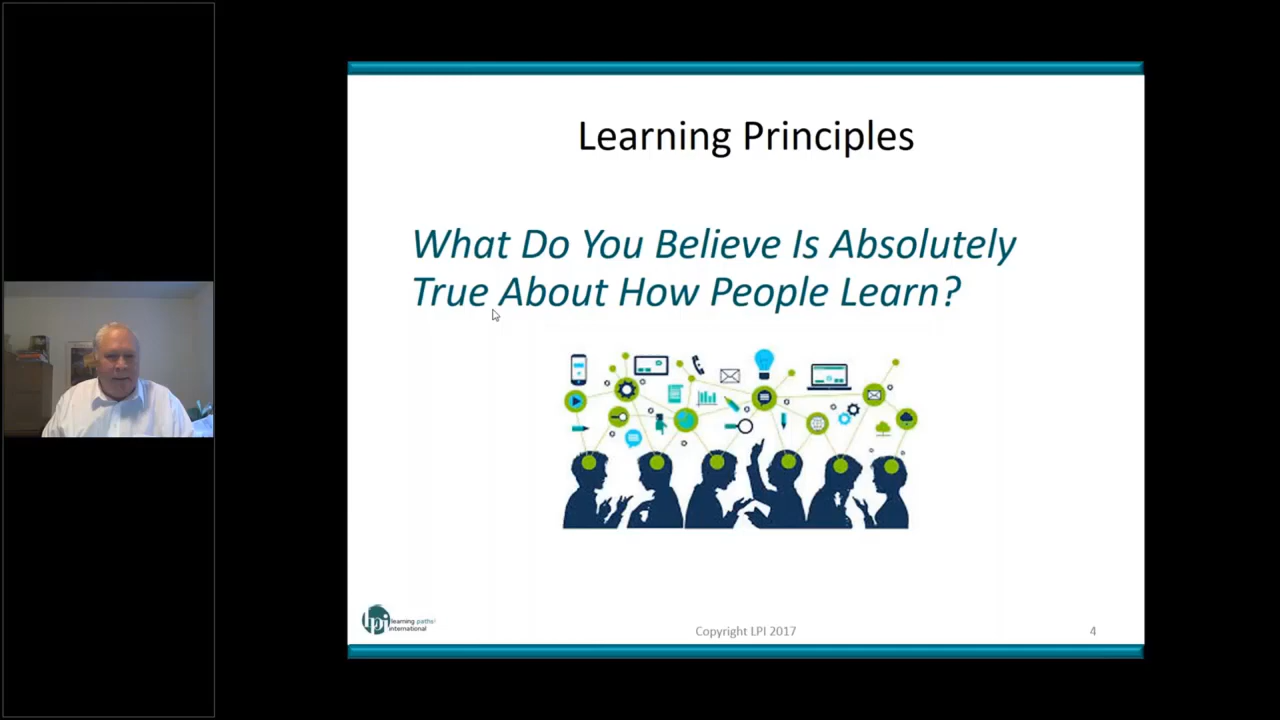 Learning Principles
What Do You Believe Is Absolutely
True About How People Learn?
lpi learning paths
international
Copyright LPI 2017
4